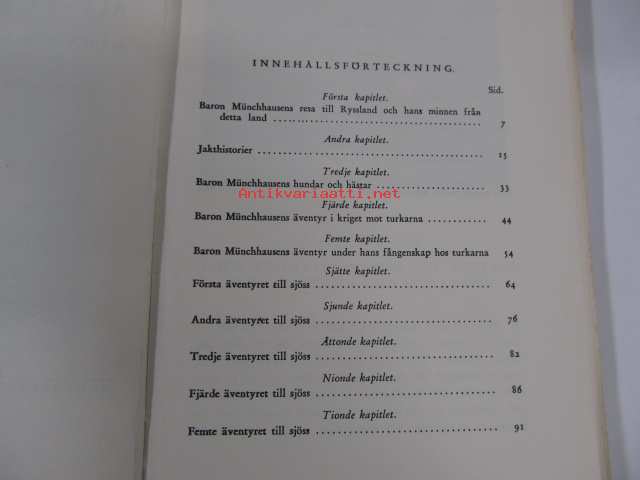 INNEHÅLLSFÖRTECKNING.
Sid.
Första kapitlet.
Baron Münchhausens resa till Ryssland och hans minnen från
detta land ........................ 7
Andra kapitlet.
Jakthistorier ........................ 15
Tredje kapitlet.
Baron Münchhausens hundar och hästar ........................ 33
Antikvariaatti.net
Fjärde kapitlet.
Baron Münchhausens äventyr i kriget mot turkarna ............ 44
Femte kapitlet.
Baron Münchhausens äventyr under hans fångenskap hos turkarna 54
Sjätte kapitlet.
Första äventyret till sjöss ........................ 64
Sjunde kapitlet.
Andra äventyret till sjöss ........................ 76
Åttonde kapitlet.
Tredje äventyret till sjöss ........................ 82
Nionde kapitlet.
Fjärde äventyret till sjöss ........................ 86
Tionde kapitlet.
Femte äventyret till sjöss ........................ 91